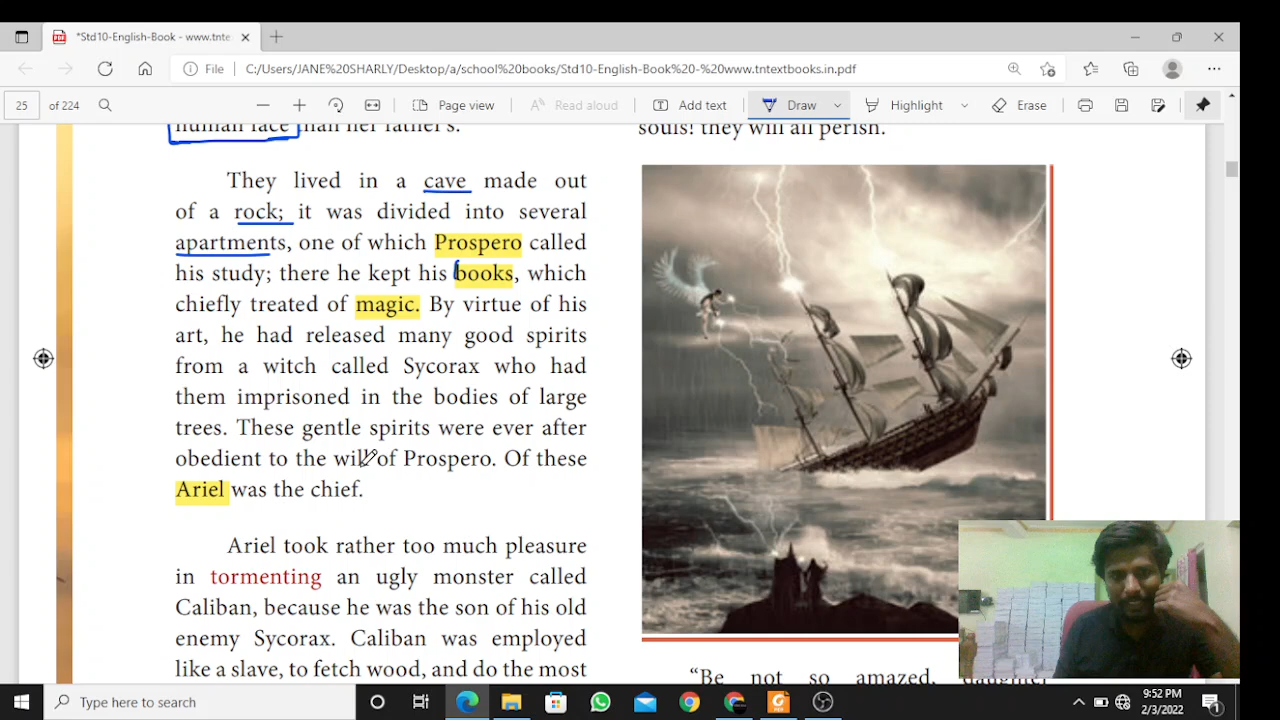 *Std10-English-Book - www.tnte
File
C:/Users/JANE%20SHARLY/Desktop/a/school%20books/Std10-English-Book%20-%20www.tntextbooks.in.pdf
25
of 224
Page view
Read aloud
Add text
Draw
Highlight
Erase
human face than her father's.
They lived in a cave made out
of a rock; it was divided into several
apartments, one of which Prospero called
his study; there he kept his books, which
chiefly treated of magic. By virtue of his
art, he had released many good spirits
from a witch called Sycorax who had
them imprisoned in the bodies of large
trees. These gentle spirits were ever after
obedient to the will of Prospero. Of these
Ariel was the chief.
Ariel took rather too much pleasure
in tormenting an ugly monster called
Caliban, because he was the son of his old
enemy Sycorax. Caliban was employed
like a slave, to fetch wood, and do the most
souls! they will all perish.
"Be not so amazed, daughter
Type here to search
9:52 PM
2/3/2022